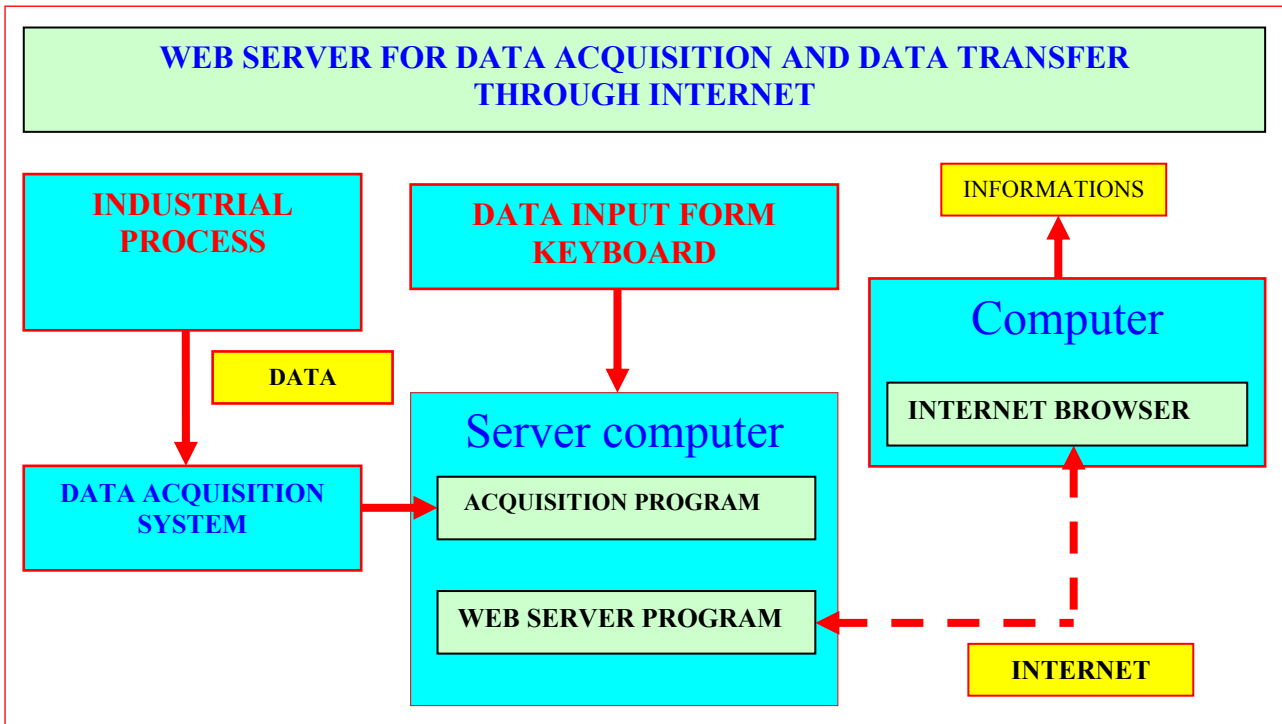 WEB SERVER FOR DATA ACQUISITION AND DATA TRANSFER
THROUGH INTERNET
INDUSTRIAL
PROCESS
DATA INPUT FORM
KEYBOARD
INFORMATIONS
Computer
INTERNET BROWSER
DATA
Server computer
DATA ACQUISITION
SYSTEM
ACQUISITION PROGRAM
WEB SERVER PROGRAM
INTERNET